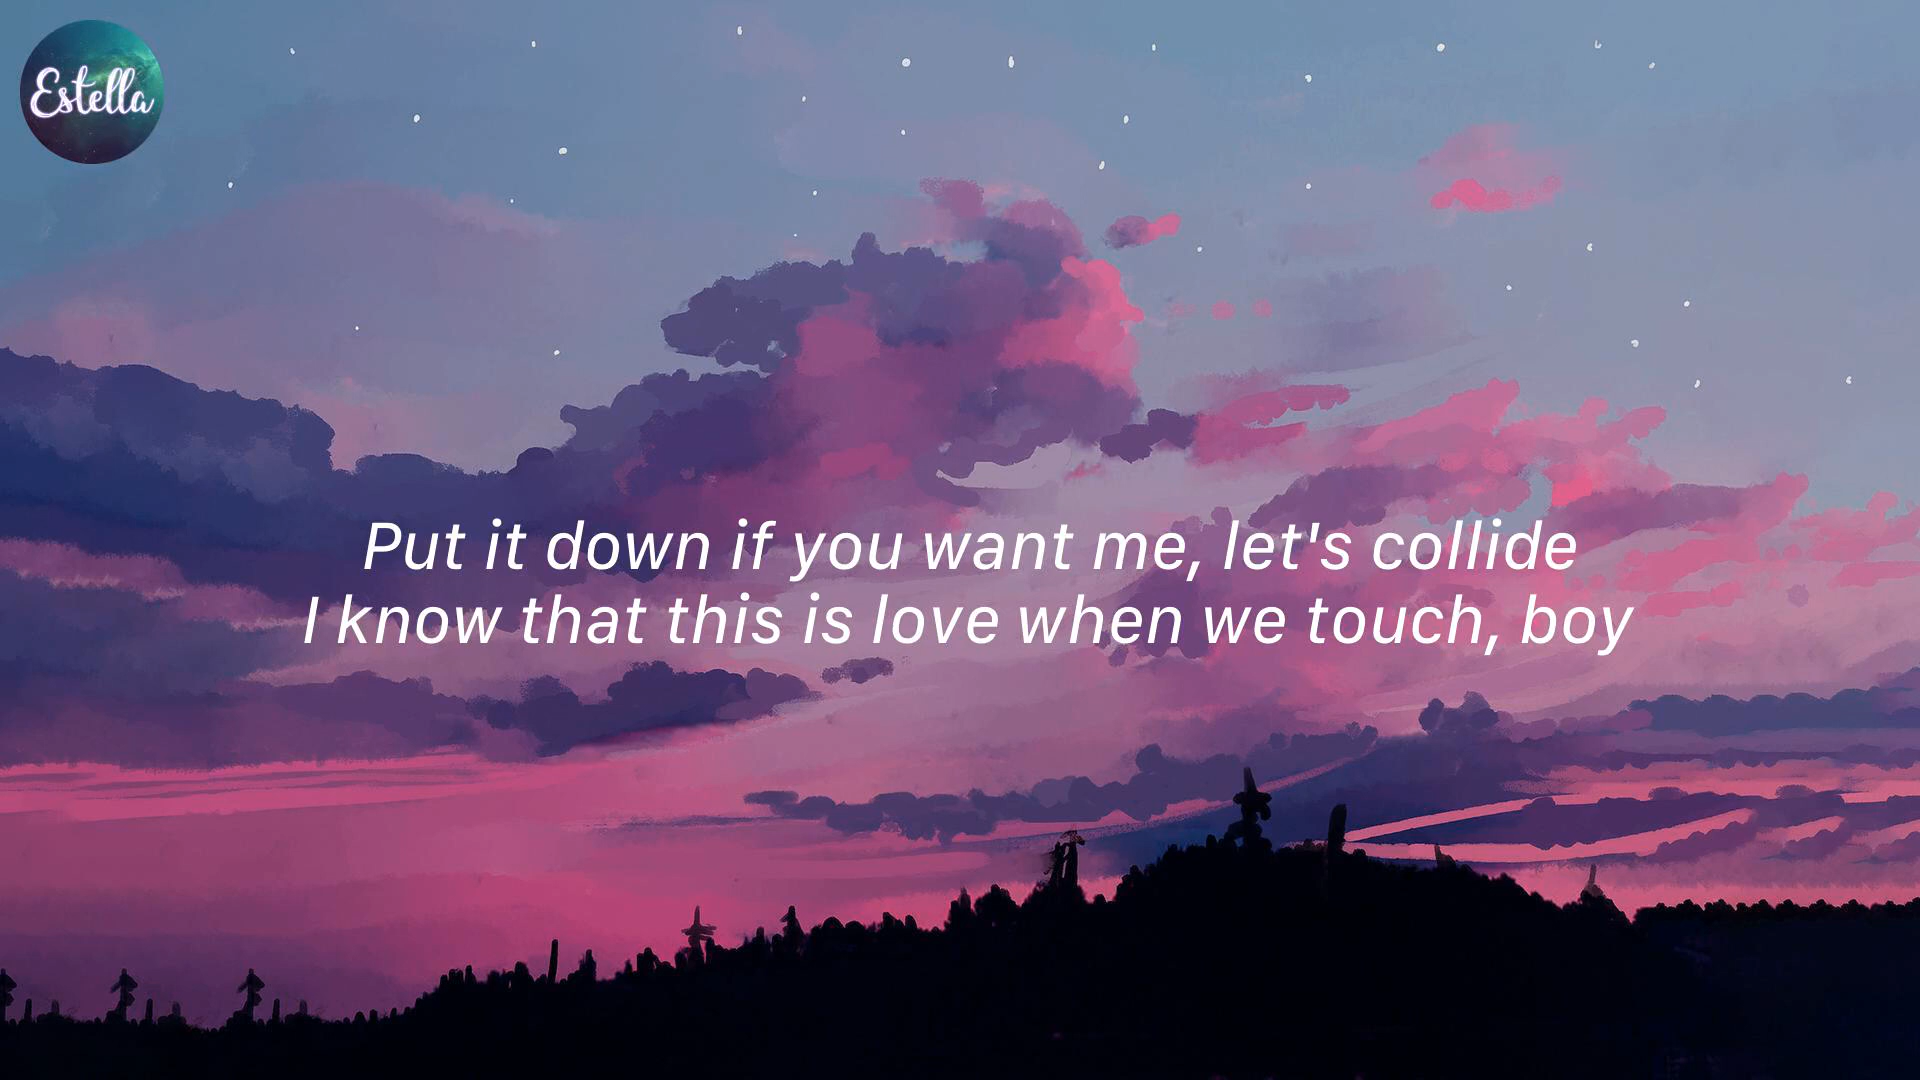 Estella
Put it down if you want me, let's collide
I know that this is love when we touch, boy